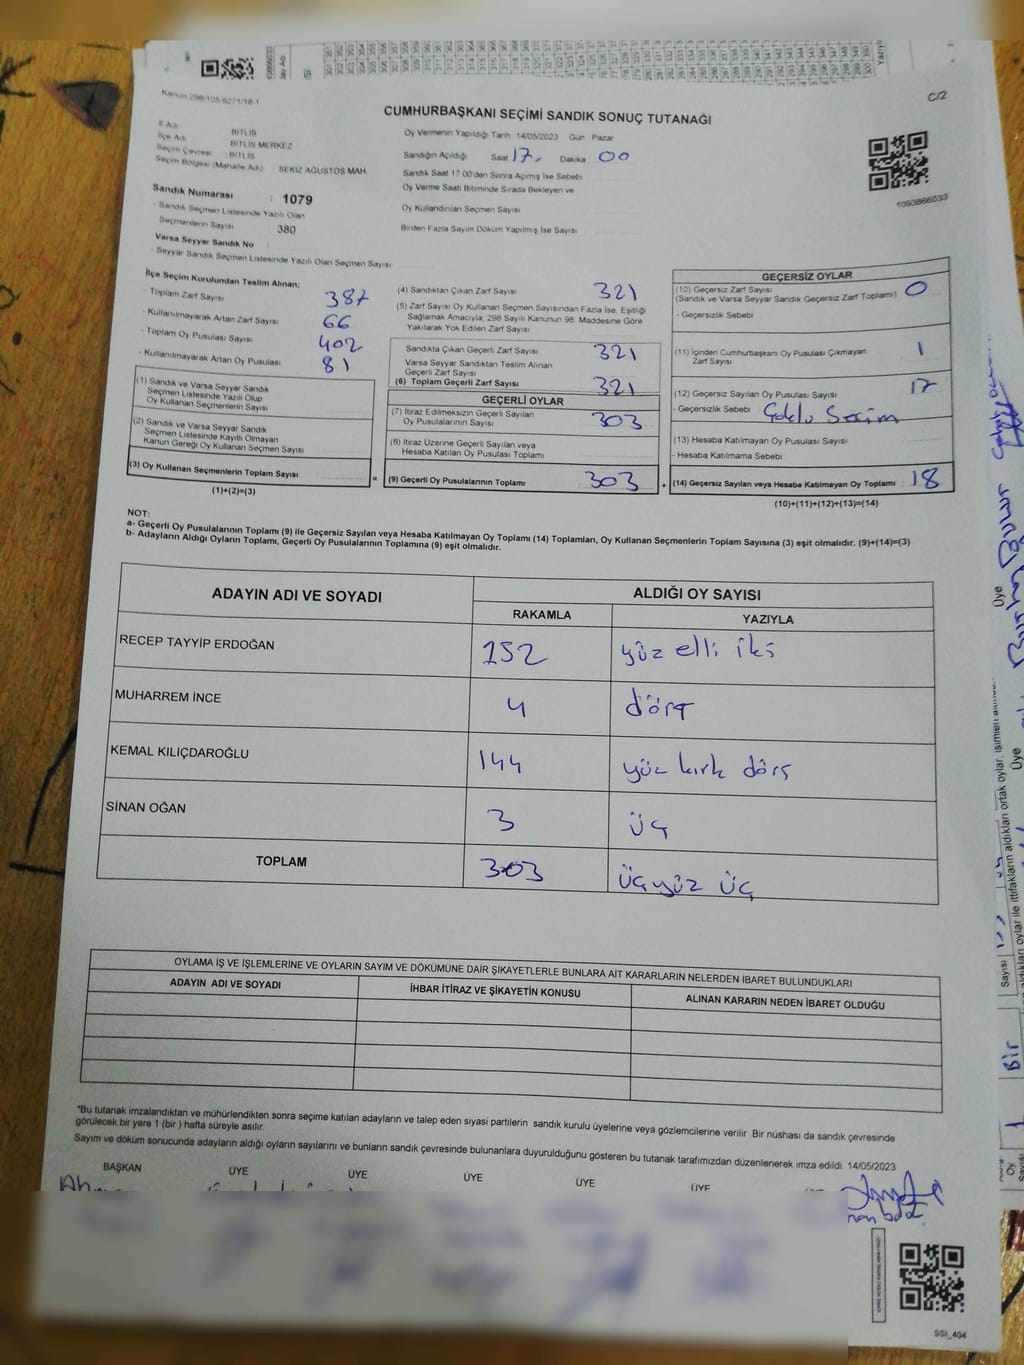 Kanun 298/105.6271/18-1
C/2
CUMHURBAŞKANI SEÇİMİ SANDIK SONUÇ TUTANAĞI
İl Adı : BİTLİS
İlçe Adı : BİTLİS MERKEZ
Seçim Çevresi : BİTLİS
Seçim Bölgesi (Mahalle Adı) : SEKİZ AĞUSTOS MAH
Sandık Numarası : 1079
- Sandık Seçmen Listesinde Yazılı Olan Seçmenlerin Sayısı : 380
Varsa Seyyar Sandık No
- Seyyar Sandık Seçmen Listesinde Yazılı Olan Seçmen Sayısı
Oy Vermenin Yapıldığı Tarih 14/05/2023 Gün Pazar
Sandığın Açıldığı Saat 17. Dakika 00
Sandık Saat 17.00'den Sonra Açılmış İse Sebebi
Oy Verme Saati Bitiminde Sırada Bekleyen ve
Oy Kullandırılan Seçmen Sayısı
Birden Fazla Sayım Döküm Yapılmış İse Sayısı
1093866033
İlçe Seçim Kurulundan Teslim Alınan;
- Toplam Zarf Sayısı 387
- Kullanılmayarak Artan Zarf Sayısı 66
- Toplam Oy Pusulası Sayısı 402
- Kullanılmayarak Artan Oy Pusulası 81
(1) Sandık ve Varsa Seyyar Sandık
Seçmen Listesinde Yazılı Olup
Oy Kullanan Seçmenlerin Sayısı
(2) Sandık ve Varsa Seyyar Sandık
Seçmen Listesinde Kayıtlı Olmayan
Kanun Gereği Oy Kullanan Seçmen Sayısı
(3) Oy Kullanan Seçmenlerin Toplam Sayısı
(1)+(2)=(3)
(4) Sandıktan Çıkan Zarf Sayısı 321
(5) Zarf Sayısı Oy Kullanan Seçmen Sayısından Fazla İse, Eşitliği
Sağlamak Amacıyla, 298 Sayılı Kanunun 98. Maddesine Göre
Yakılarak Yok Edilen Zarf Sayısı
Sandıkta Çıkan Geçerli Zarf Sayısı 321
Varsa Seyyar Sandıktan Teslim Alınan
Geçerli Zarf Sayısı
(6) Toplam Geçerli Zarf Sayısı 321
GEÇERLİ OYLAR
(7) İtiraz Edilmeksizin Geçerli Sayılan
Oy Pusulalarının Sayısı 303
(8) İtiraz Üzerine Geçerli Sayılan veya
Hesaba Katılan Oy Pusulası Toplamı
= (9) Geçerli Oy Pusulalarının Toplamı : 303
GEÇERSİZ OYLAR
(10) Geçersiz Zarf Sayısı 0
(Sandık ve Varsa Seyyar Sandık Geçersiz Zarf Toplamı)
- Geçersizlik Sebebi
(11) İçinden Cumhurbaşkanı Oy Pusulası Çıkmayan
Zarf Sayısı 1
(12) Geçersiz Sayılan Oy Pusulası Sayısı 17
- Geçersizlik Sebebi Çoklu Seçim
(13) Hesaba Katılmayan Oy Pusulası Sayısı
- Hesaba Katılmama Sebebi
+ (14) Geçersiz Sayılan veya Hesaba Katılmayan Oy Toplamı : 18
(10)+(11)+(12)+(13)=(14)
NOT:
a- Geçerli Oy Pusulalarının Toplamı (9) ile Geçersiz Sayılan veya Hesaba Katılmayan Oy Toplamı (14) Toplamları, Oy Kullanan Seçmenlerin Toplam Sayısına (3) eşit olmalıdır. (9)+(14)=(3)
b- Adayların Aldığı Oyların Toplamı, Geçerli Oy Pusulalarının Toplamına (9) eşit olmalıdır.
ADAYIN ADI VE SOYADI ALDIĞI OY SAYISI
RAKAMLA YAZIYLA
RECEP TAYYİP ERDOĞAN 152 yüz elli iki
MUHARREM İNCE 4 dört
KEMAL KILIÇDAROĞLU 144 yüz kırk dört
SİNAN OĞAN 3 üç
TOPLAM 303 üçyüz üç
OYLAMA İŞ VE İŞLEMLERİNE VE OYLARIN SAYIM VE DÖKÜMÜNE DAİR ŞİKAYETLERLE BUNLARA AİT KARARLARIN NELERDEN İBARET BULUNDUKLARI
ADAYIN ADI VE SOYADI İHBAR İTİRAZ VE ŞİKAYETİN KONUSU ALINAN KARARIN NEDEN İBARET OLDUĞU
*Bu tutanak imzalandıktan ve mühürlendikten sonra seçime katılan adayların ve talep eden siyasi partilerin sandık kurulu üyelerine veya gözlemcilerine verilir. Bir nüshası da sandık çevresinde
görülecek bir yere 1 (bir) hafta süreyle asılır.
Sayım ve döküm sonucunda adayların aldığı oyların sayılarını ve bunların sandık çevresinde bulunanlara duyurulduğunu gösteren bu tutanak tarafımızdan düzenlenerek imza edildi. 14/05/2023
BAŞKAN ÜYE ÜYE ÜYE ÜYE ÜYE
SSİ_404
Üye
Üye
Sayısı
Bir